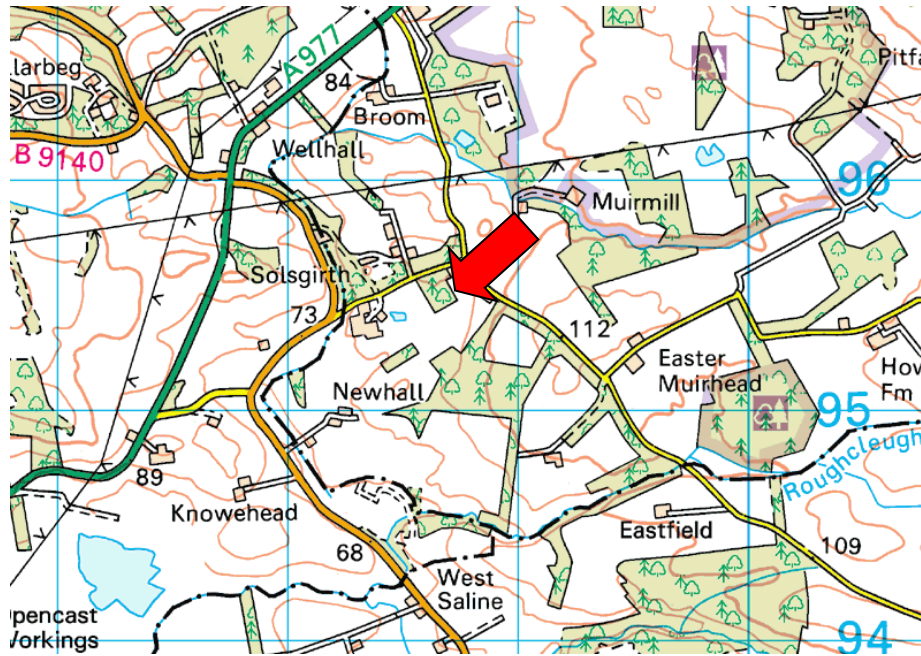 larbeg
A977
84
Broom
Pitfa
B 9140
Wellhall
96
Muirmill
Solsgirth
73
112
Easter
Muirhead
How
Fm
Newhall
95
89
Roughcleugh
Knowehead
Eastfield
68
109
West
Saline
pencast
Workings
94